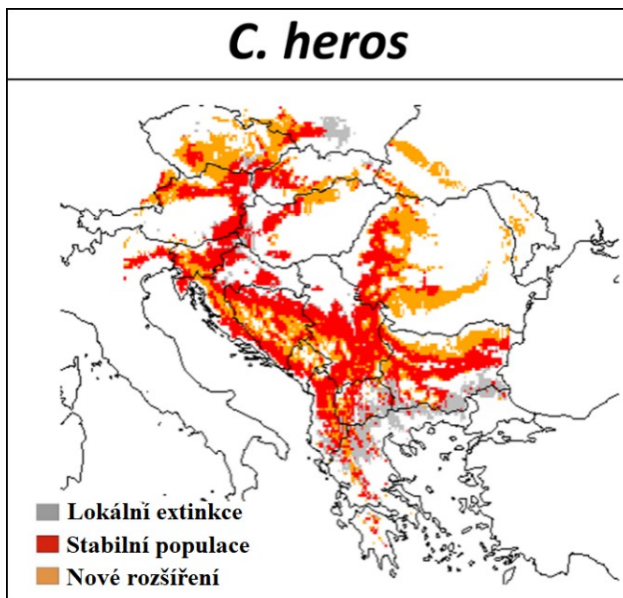 C. heros
Lokální extinkce
Stabilní populace
Nové rozšíření